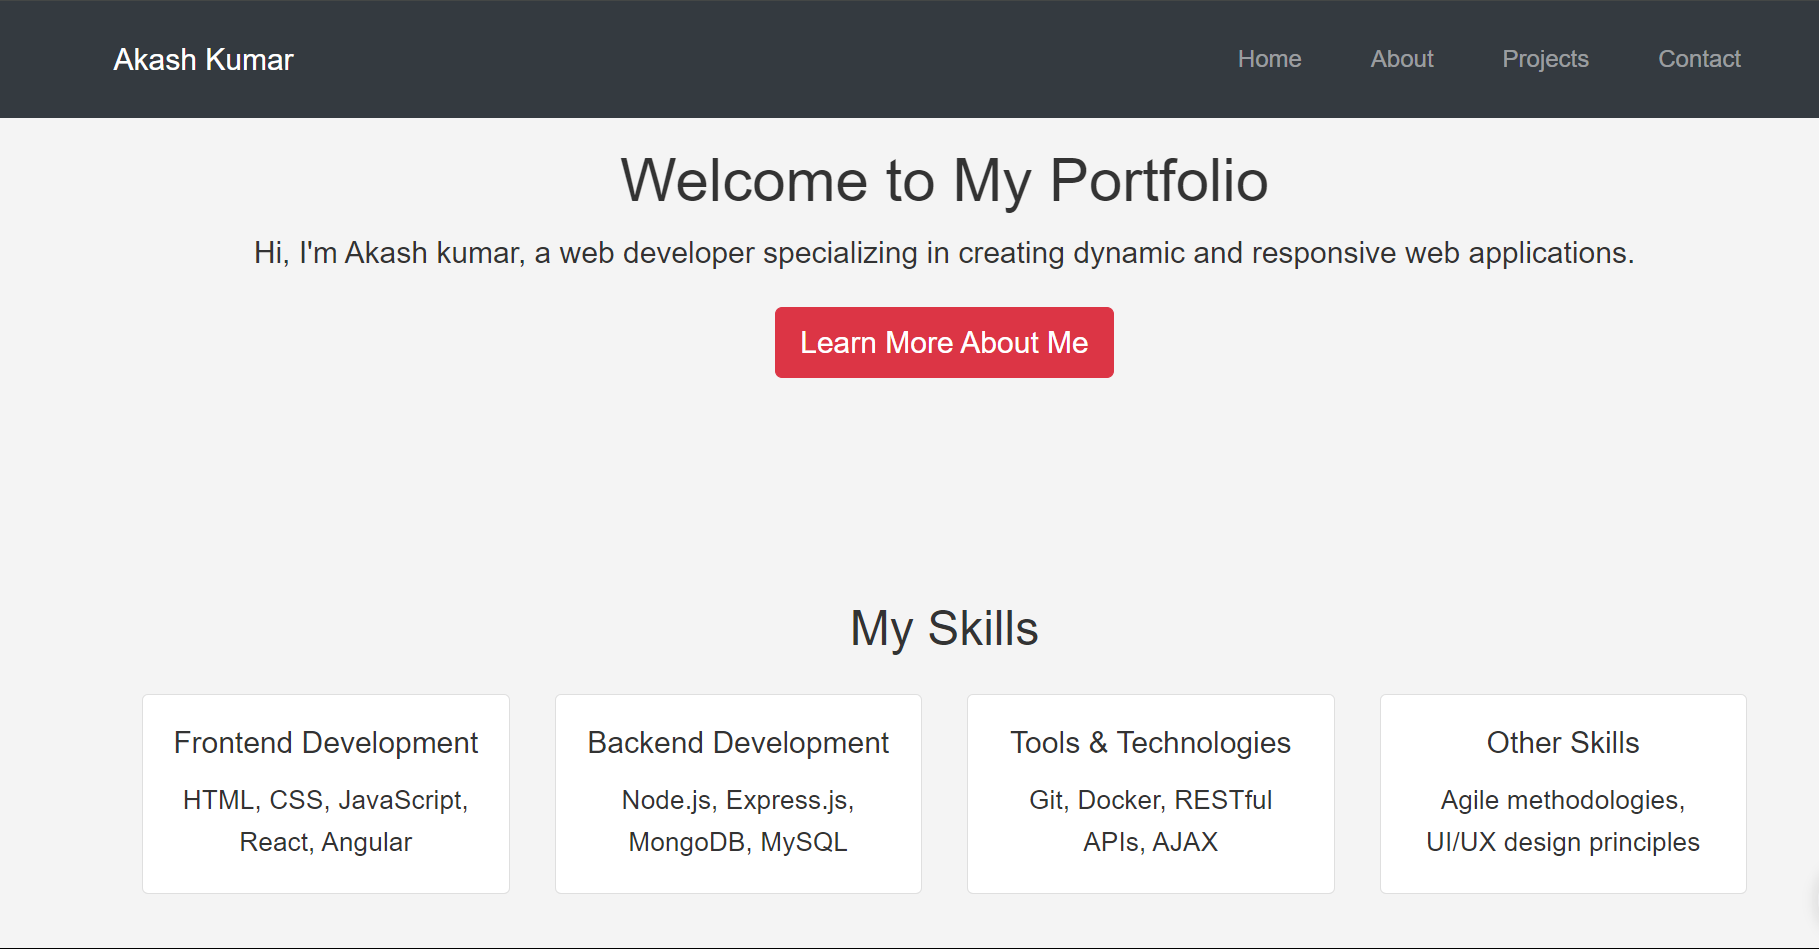 Akash Kumar
Home About Projects Contact
Welcome to My Portfolio
Hi, I'm Akash kumar, a web developer specializing in creating dynamic and responsive web applications.
Learn More About Me
My Skills
Frontend Development
HTML, CSS, JavaScript,
React, Angular
Backend Development
Node.js, Express.js,
MongoDB, MySQL
Tools & Technologies
Git, Docker, RESTful
APIs, AJAX
Other Skills
Agile methodologies,
UI/UX design principles